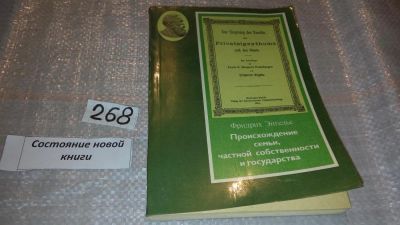 268
Состояние новой
книги
Der Ursprung der Familie
des
Privateigenthums
und des Staats.
Фридрих Энгельс
Происхождение
семьи,
частной собственности
и государства